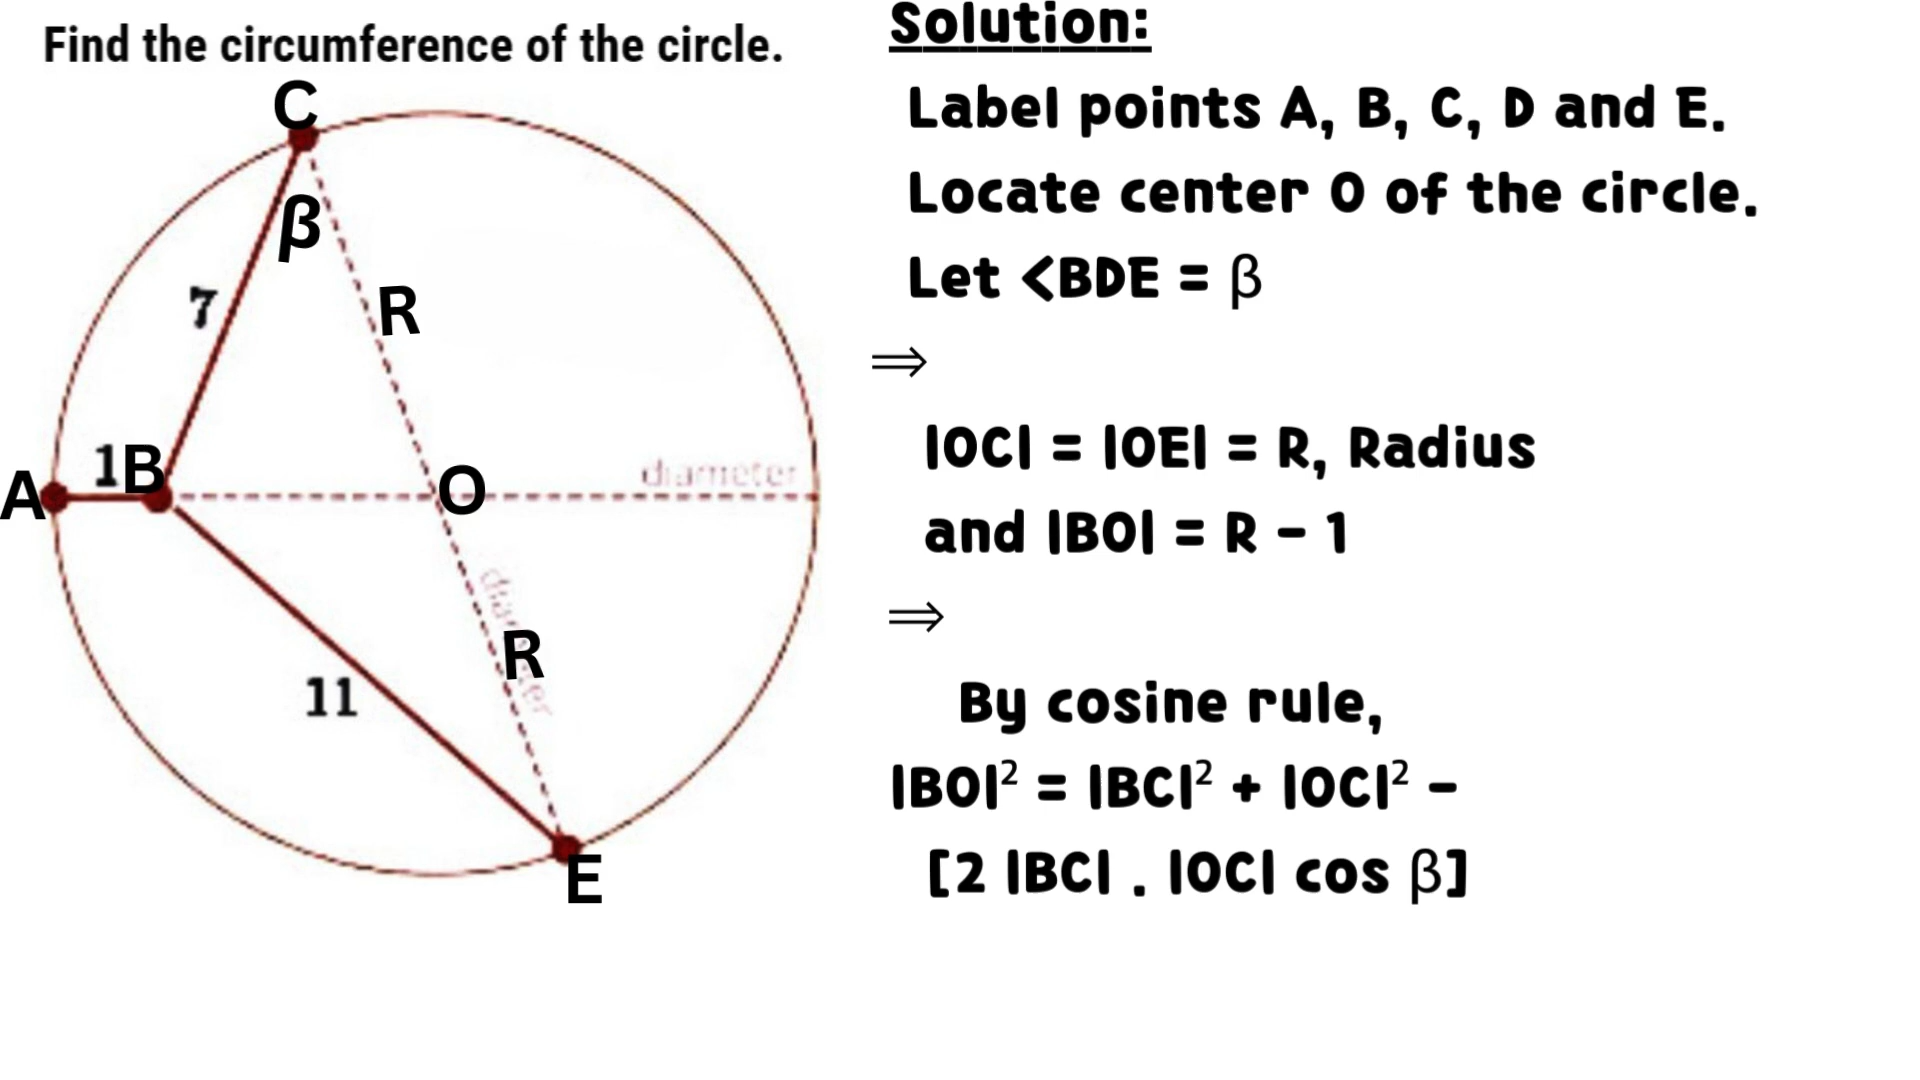 Find the circumference of the circle.
C
β
7
R
1
B
A
O
diameter
diameter
R
11
E
Solution:
Label points A, B, C, D and E.
Locate center O of the circle.
Let <BDE = β
⇒
|OC| = |OE| = R, Radius
and |BO| = R - 1
⇒
By cosine rule,
|BO|² = |BC|² + |OC|² -
[2 |BC| . |OC| cos β]